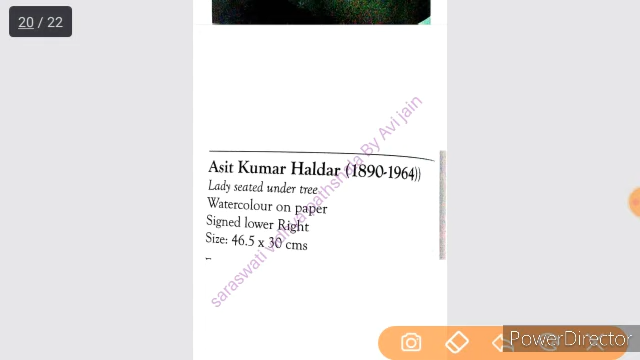 20 / 22
Asit Kumar Haldar (1890-1964))
Lady seated under tree
Watercolour on paper
Signed lower Right
Size: 46.5 x 30 cms
By Avi jain
PowerDirector